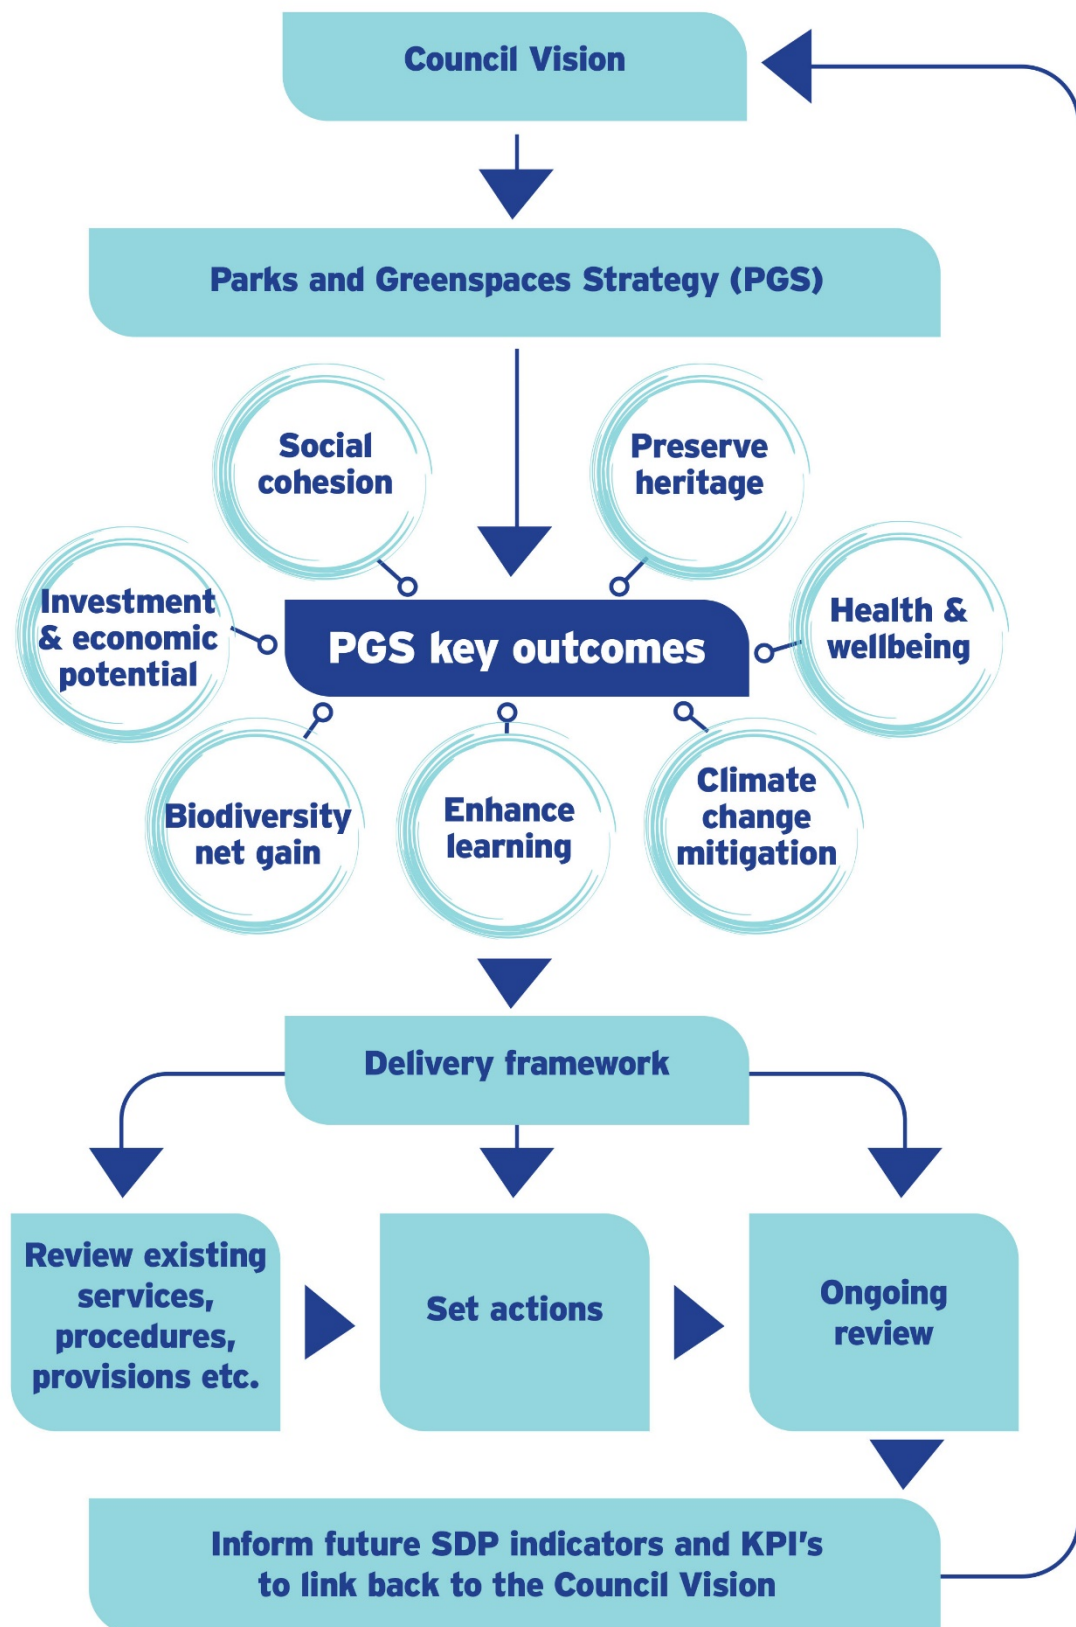 Council Vision
Parks and Greenspaces Strategy (PGS)
Social
cohesion
Preserve
heritage
Investment
& economic
potential
PGS key outcomes
Health &
wellbeing
Biodiversity
net gain
Enhance
learning
Climate
change
mitigation
Delivery framework
Review existing
services,
procedures,
provisions etc.
Set actions
Ongoing
review
Inform future SDP indicators and KPI's
to link back to the Council Vision